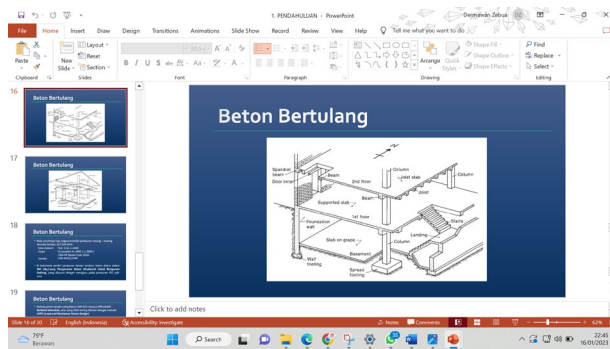 1. PENDAHULUAN - PowerPoint
Dermawan Zebua
DZ
File Home Insert Draw Design Transitions Animations Slide Show Record Review View Help Tell me what you want to do
Paste
New Slide
Layout
Reset
Section
Arrange
Quick Styles
Shape Fill
Shape Outline
Shape Effects
Find
Replace
Select
Clipboard Slides Font Paragraph Drawing Editing
16
Beton Bertulang
17
Beton Bertulang
18
Beton Bertulang
19
Beton Bertulang
Beton Bertulang
Spandrel beam
Door lintel
Beam
2nd floor
Column
Joist slab
Column
Joist
Beam
Supported slab
1st floor
Foundation wall
Slab on grade
Landing
Stairs
Column
Basement
Wall footing
Spread footing
Click to add notes
Slide 16 of 20 English (Indonesia) Accessibility: Investigate Notes Comments 62%
75°F
Berawan
Search
22:45
16/01/2023